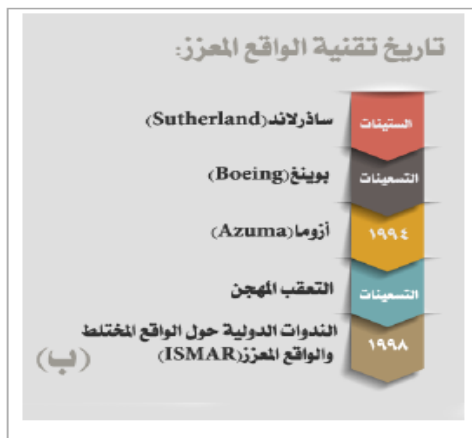 تاريخ تقنية الواقع المعزز:
الستينات
ساذرلاند(Sutherland)
التسعينات
بوينغ(Boeing)
١٩٩٤
أزوما(Azuma)
التسعينات
التعقب المهجن
١٩٩٨
الندوات الدولية حول الواقع المختلط
والواقع المعزز(ISMAR)
(ب)